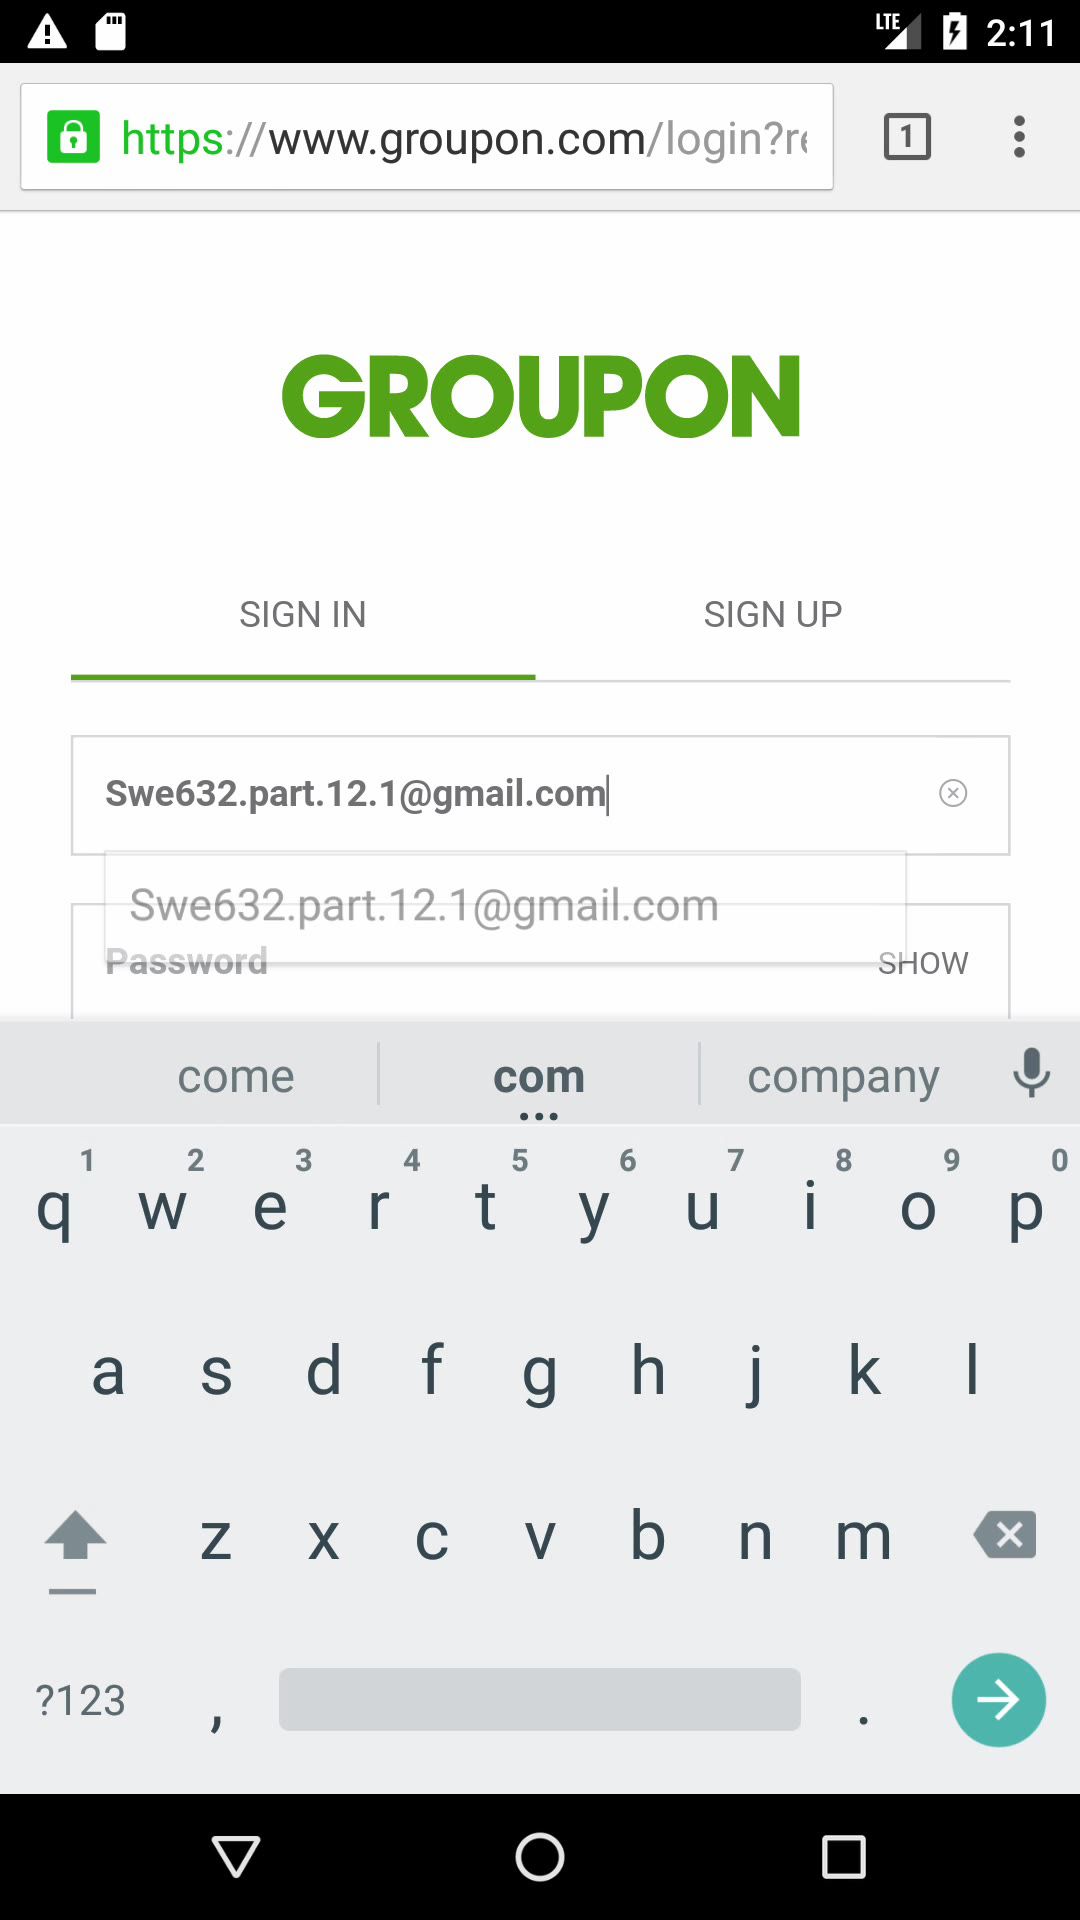 LTE 2:11
https://www.groupon.com/login?re
1
GROUPON
SIGN IN SIGN UP
Swe632.part.12.1@gmail.com
Swe632.part.12.1@gmail.com
Password SHOW
come com company
1 2 3 4 5 6 7 8 9 0
q w e r t y u i o p
a s d f g h j k l
z x c v b n m
?123 , .